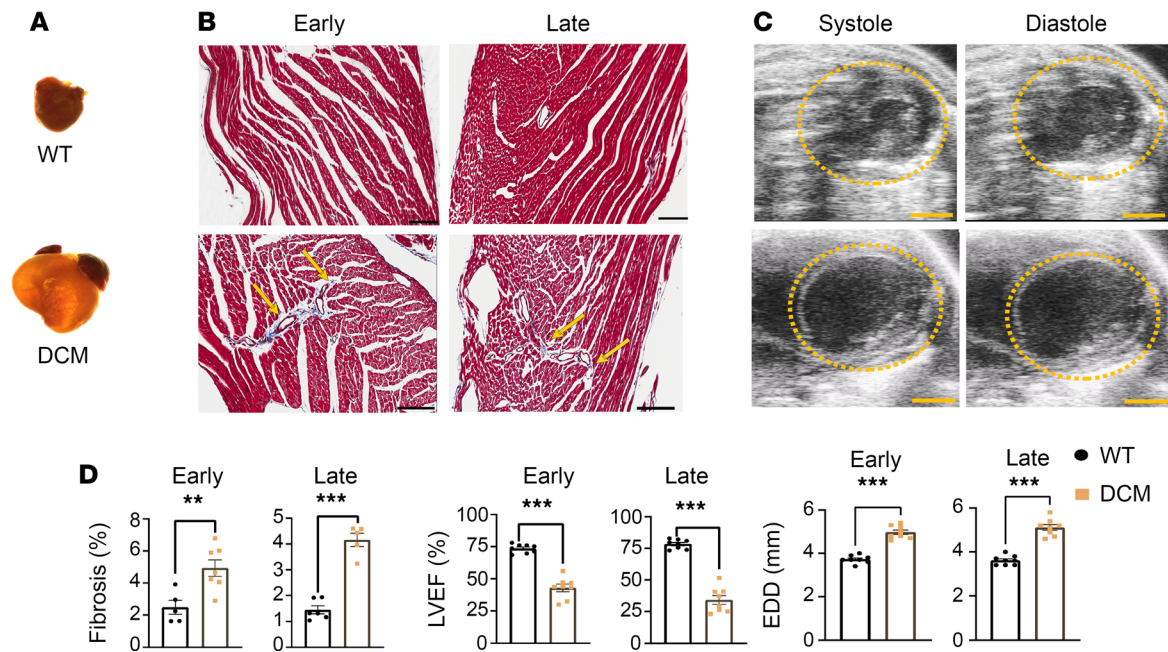 A
WT
DCM
B
Early
Late
C
Systole
Diastole
D
Early
**
Fibrosis (%)
8
6
4
2
0
Late
***
5
4
3
2
1
0
Early
***
LVEF (%)
100
75
50
25
0
Late
***
100
75
50
25
0
Early
***
EDD (mm)
6
4
2
0
Late
***
6
4
2
0
WT
DCM